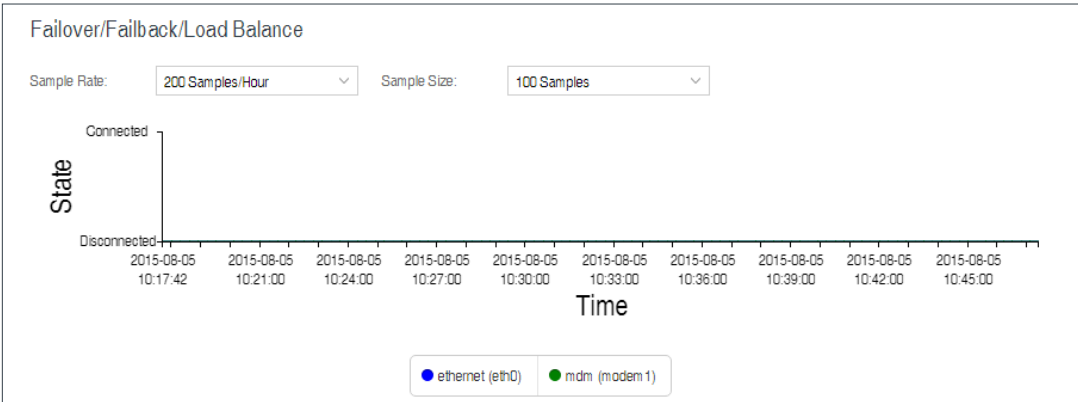 Failover/Failback/Load Balance
Sample Rate: 200 Samples/Hour Sample Size: 100 Samples
Connected
State
Disconnected
2015-08-05 2015-08-05 2015-08-05 2015-08-05 2015-08-05 2015-08-05 2015-08-05 2015-08-05 2015-08-05 2015-08-05
10:17:42 10:21:00 10:24:00 10:27:00 10:30:00 10:33:00 10:36:00 10:39:00 10:42:00 10:45:00
Time
ethernet (eth0) mdm (modem1)